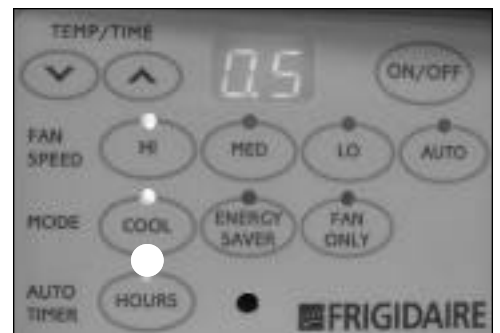 TEMP/TIME
0.5
ON/OFF
FAN SPEED
HI
MED
LO
AUTO
MODE
COOL
ENERGY SAVER
FAN ONLY
AUTO TIMER
HOURS
FRIGIDAIRE